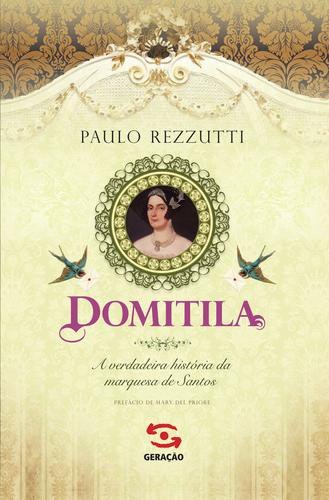 PAULO REZZUTTI
DOMITILA
A verdadeira história da
marquesa de Santos
PREFÁCIO DE MARY DEL PRIORE
GERAÇÃO